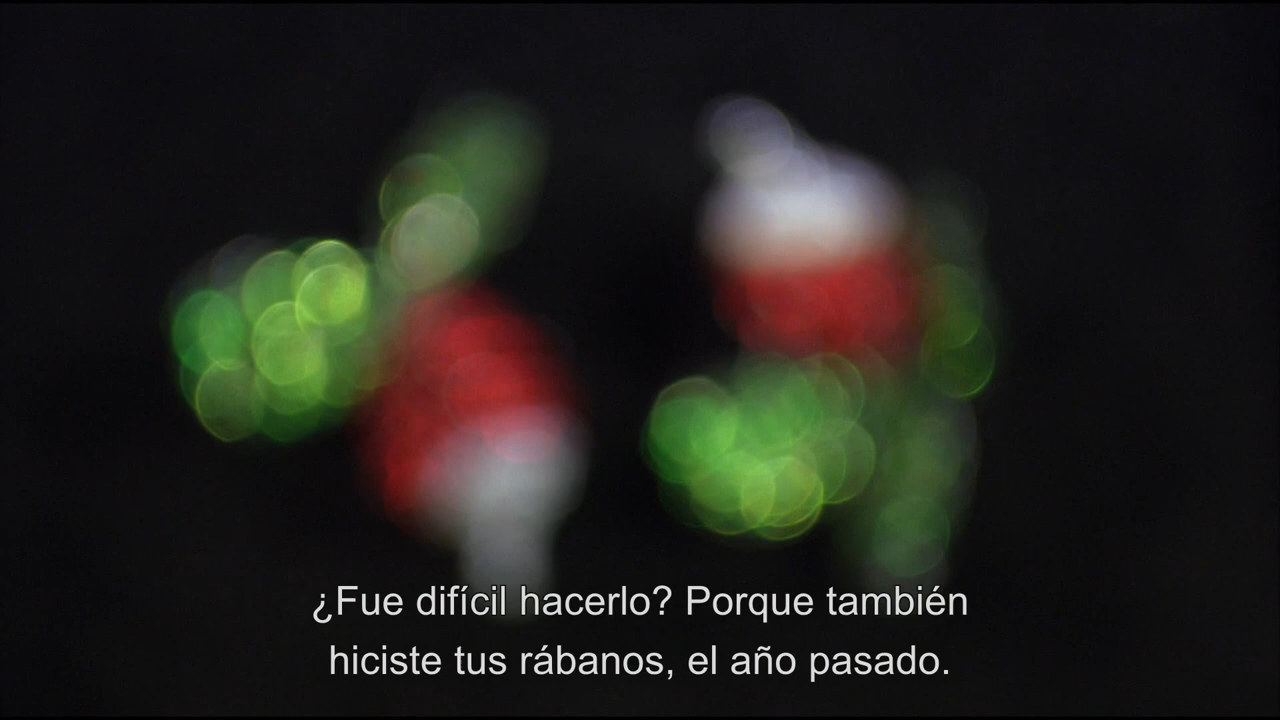 ¿Fue difícil hacerlo? Porque también
hiciste tus rábanos, el año pasado.